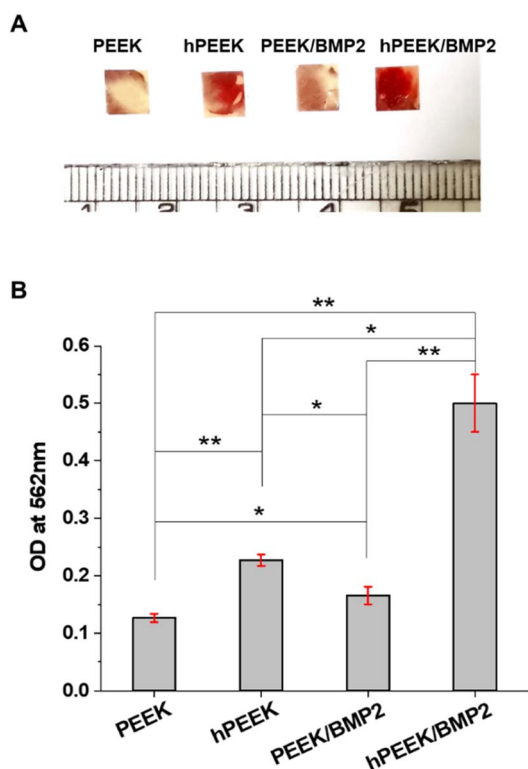 A
PEEK hPEEK PEEK/BMP2 hPEEK/BMP2
1 2 3 4 5
B
**
*
**
*
**
*
0.6
0.5
0.4
0.3
0.2
0.1
0.0
OD at 562nm
PEEK hPEEK PEEK/BMP2 hPEEK/BMP2